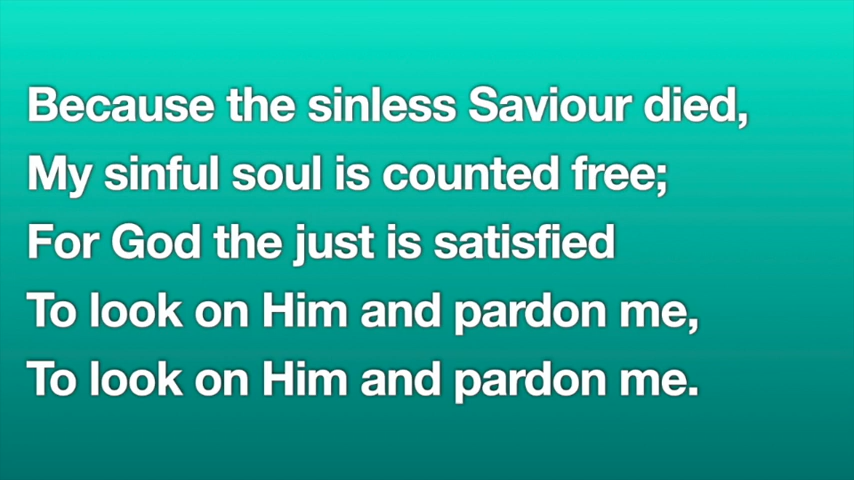 Because the sinless Saviour died,
My sinful soul is counted free;
For God the just is satisfied
To look on Him and pardon me,
To look on Him and pardon me.